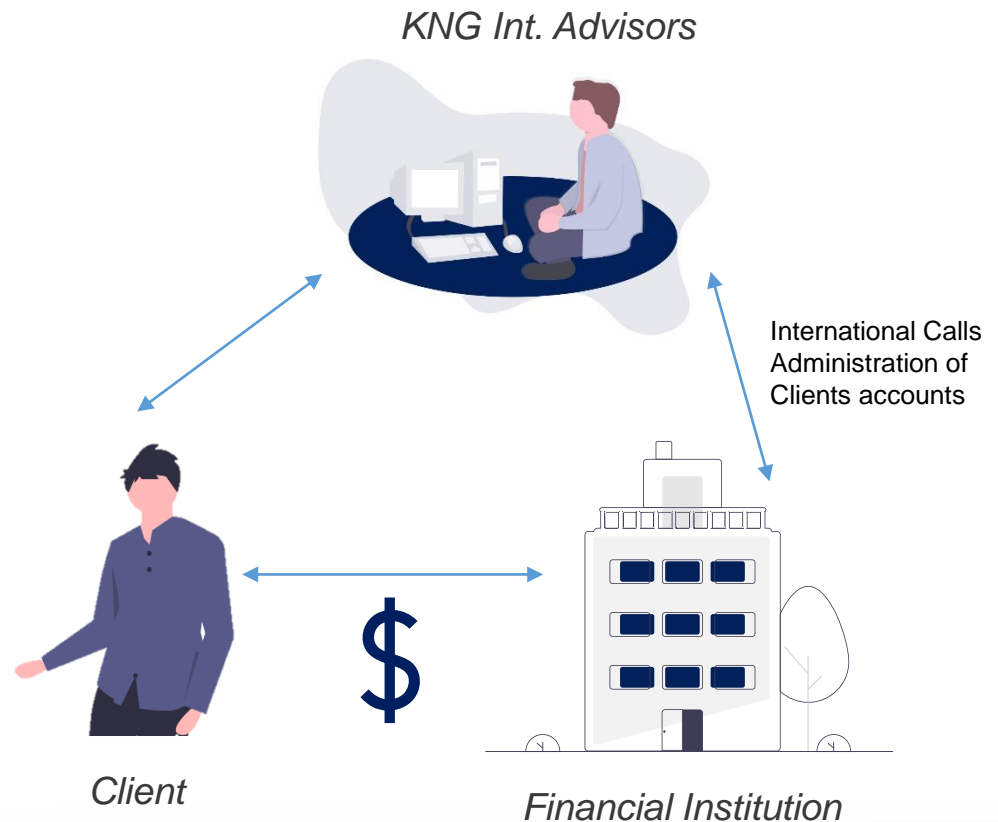 KNG Int. Advisors
International Calls
Administration of
Clients accounts
$
Client
Financial Institution